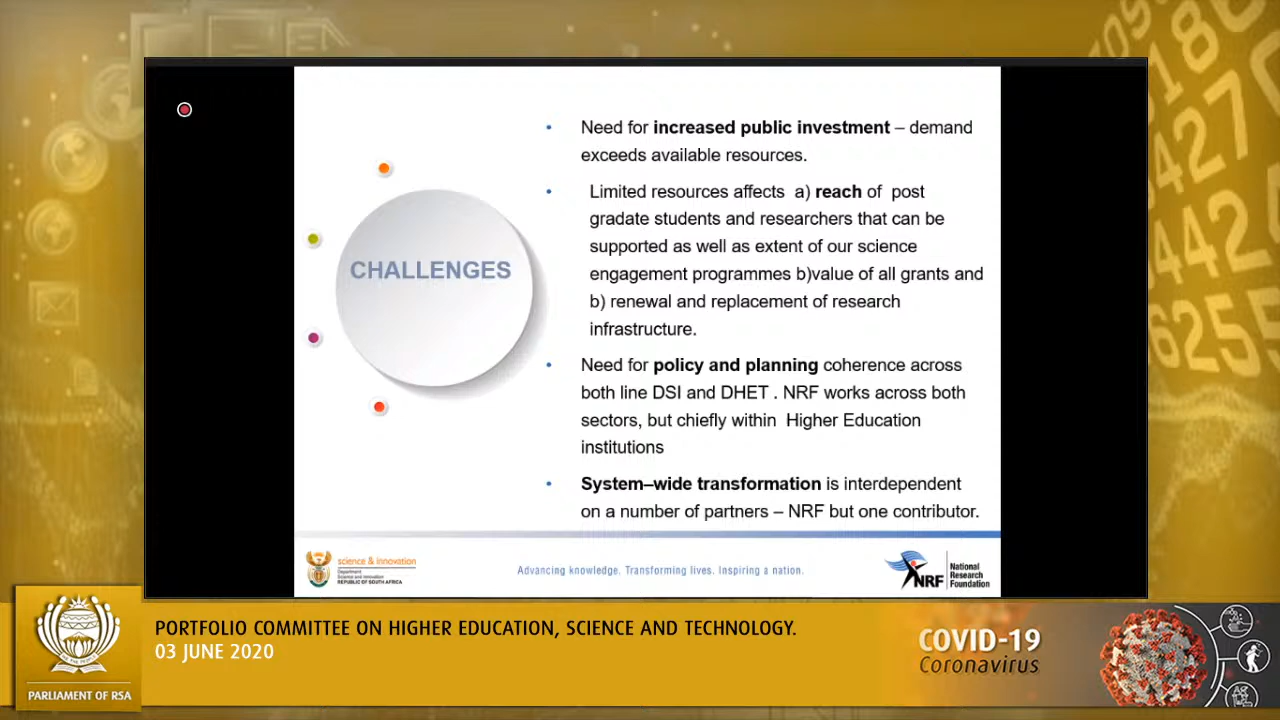 Need for increased public investment – demand
exceeds available resources.
Limited resources affects a) reach of post
gradate students and researchers that can be
supported as well as extent of our science
engagement programmes b)value of all grants and
b) renewal and replacement of research
infrastructure.
CHALLENGES
Need for policy and planning coherence across
both line DSI and DHET . NRF works across both
sectors, but chiefly within Higher Education
institutions
System–wide transformation is interdependent
on a number of partners – NRF but one contributor.
science & innovation
Department
Science and Innovation
REPUBLIC OF SOUTH AFRICA
Advancing knowledge. Transforming lives. Inspiring a nation.
NRF
National
Research
Foundation
PORTFOLIO COMMITTEE ON HIGHER EDUCATION, SCIENCE AND TECHNOLOGY.
03 JUNE 2020
PARLIAMENT OF RSA
COVID-19
Coronavirus